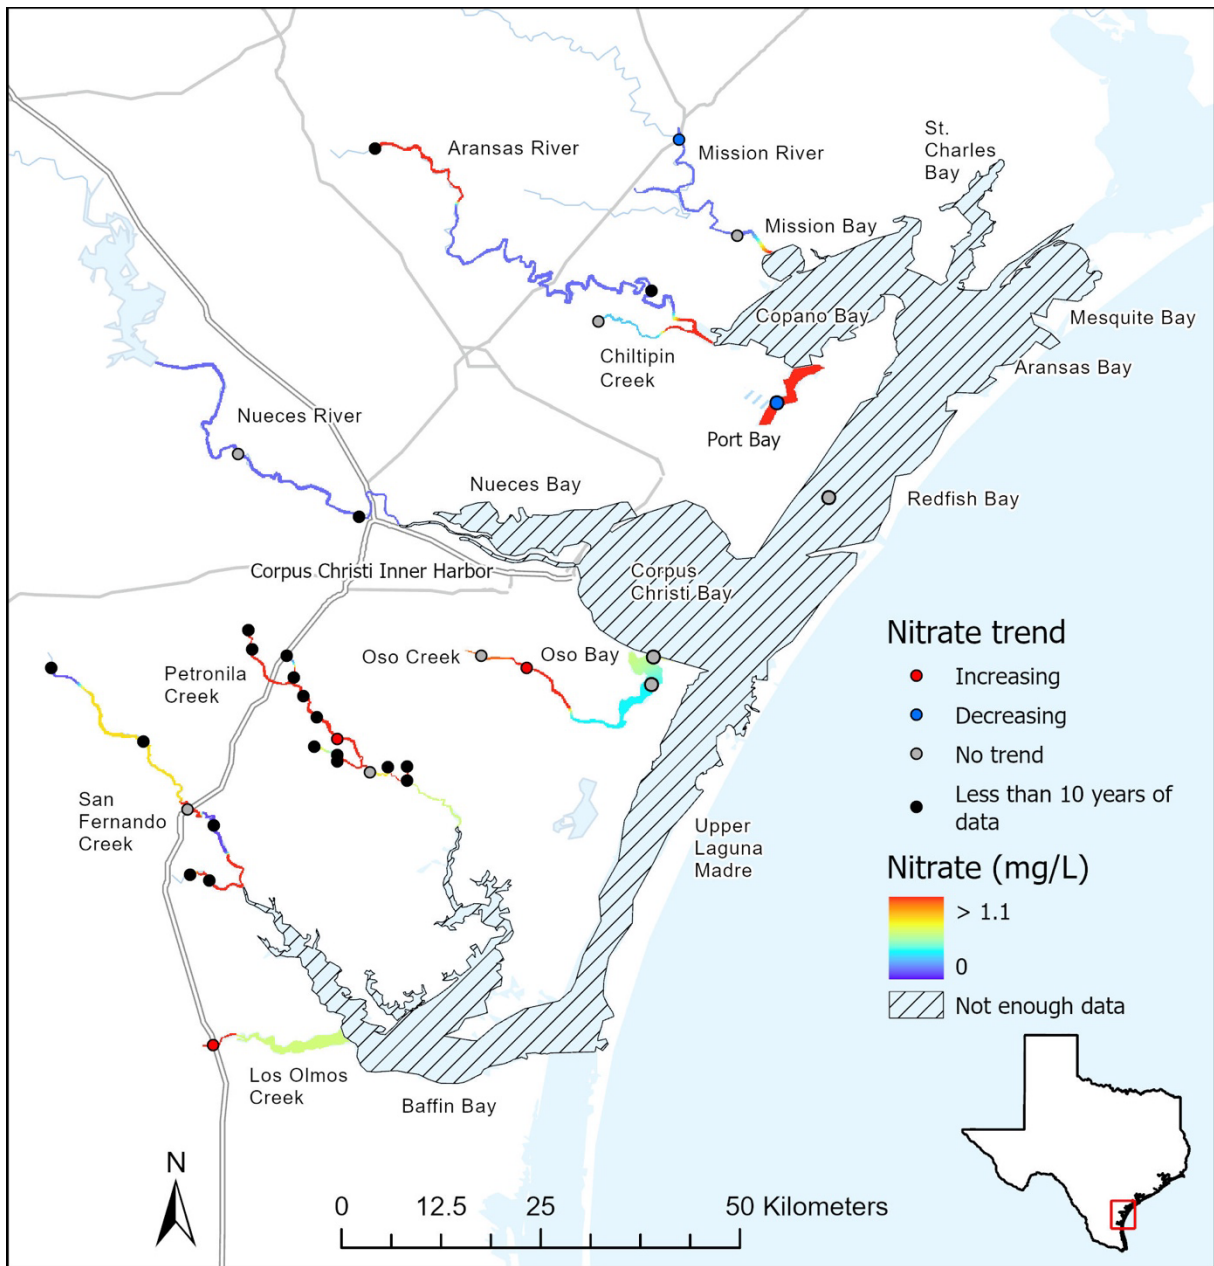 St.
Charles
Bay
Aransas River
Mission River
Mission Bay
Copano Bay
Mesquite Bay
Chiltipin
Creek
Aransas Bay
Nueces River
Port Bay
Nueces Bay
Redfish Bay
Corpus Christi Inner Harbor
Corpus
Christi Bay
Oso Creek
Oso Bay
Petronila
Creek
San
Fernando
Creek
Upper
Laguna
Madre
Los Olmos
Creek
Baffin Bay
Nitrate trend
Increasing
Decreasing
No trend
Less than 10 years of
data
Nitrate (mg/L)
> 1.1
0
Not enough data
N
0 12.5 25 50 Kilometers